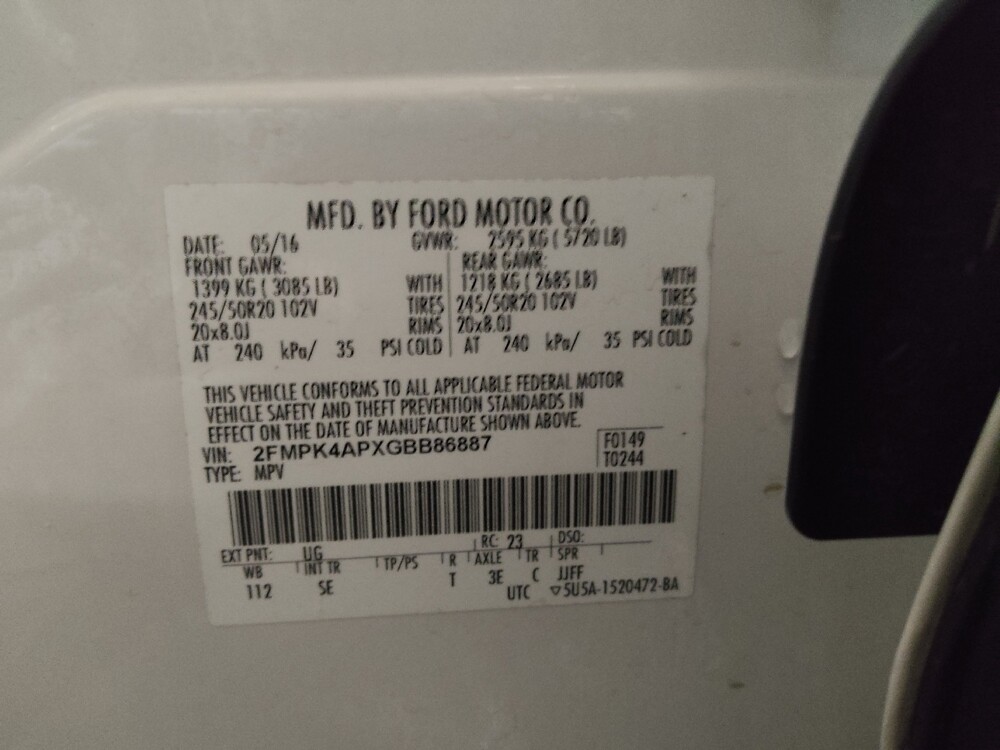 MFD. BY FORD MOTOR CO.
DATE: 05/16 GVWR: 2595 KG ( 5720 LB)
FRONT GAWR: REAR GAWR:
1399 KG ( 3085 LB) WITH 1218 KG ( 2685 LB) WITH
245/50R20 102V TIRES 245/50R20 102V TIRES
20x8.0J RIMS 20x8.0J RIMS
AT 240 kPa/ 35 PSI COLD AT 240 kPa/ 35 PSI COLD
THIS VEHICLE CONFORMS TO ALL APPLICABLE FEDERAL MOTOR
VEHICLE SAFETY AND THEFT PREVENTION STANDARDS IN
EFFECT ON THE DATE OF MANUFACTURE SHOWN ABOVE.
VIN: 2FMPK4APXGBB86887 F0149
TYPE: MPV T0244
EXT PNT: UG RC: 23 DSO:
WB INT TR TP/PS R AXLE TR SPR
112 SE T 3E C JJFF
UTC ▽5U5A-1520472-BA